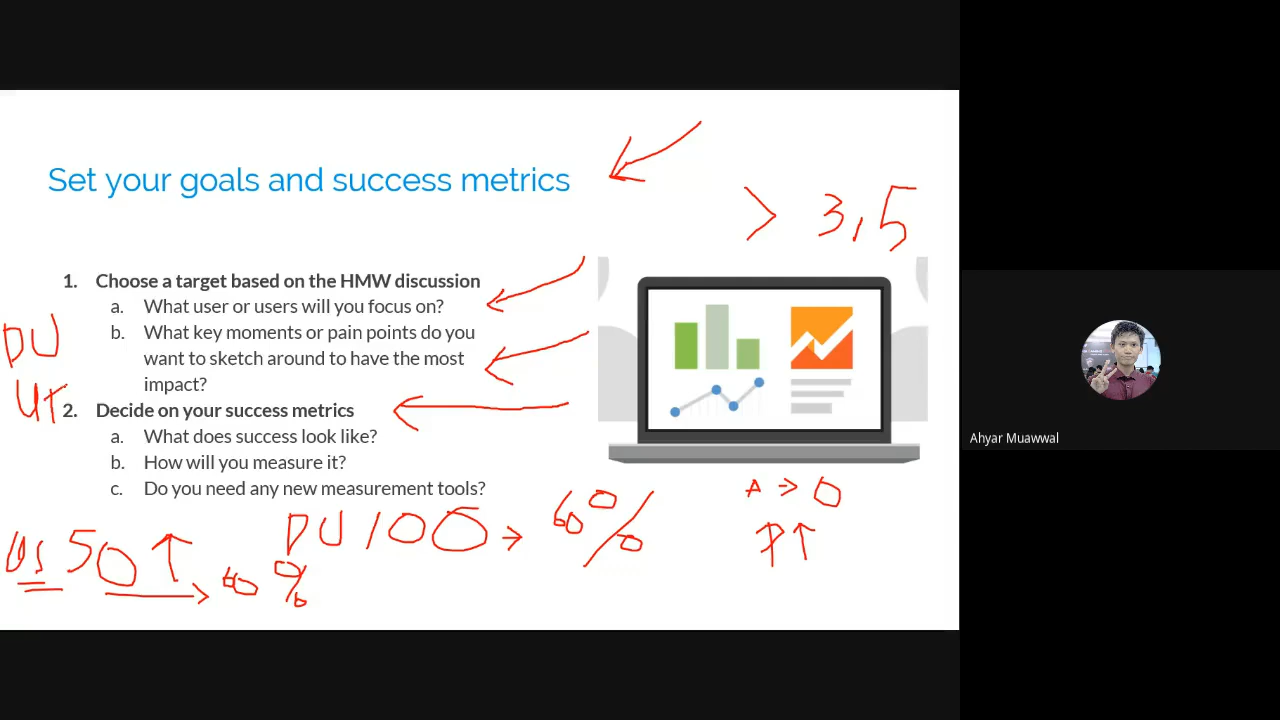 Set your goals and success metrics
> 3,5
1. Choose a target based on the HMW discussion
a. What user or users will you focus on?
b. What key moments or pain points do you
want to sketch around to have the most
impact?
DU
2. Decide on your success metrics
a. What does success look like?
b. How will you measure it?
c. Do you need any new measurement tools?
Ahyar Muawwal
A → 0
DU 100 → 60%
50 ↑
→ 60%